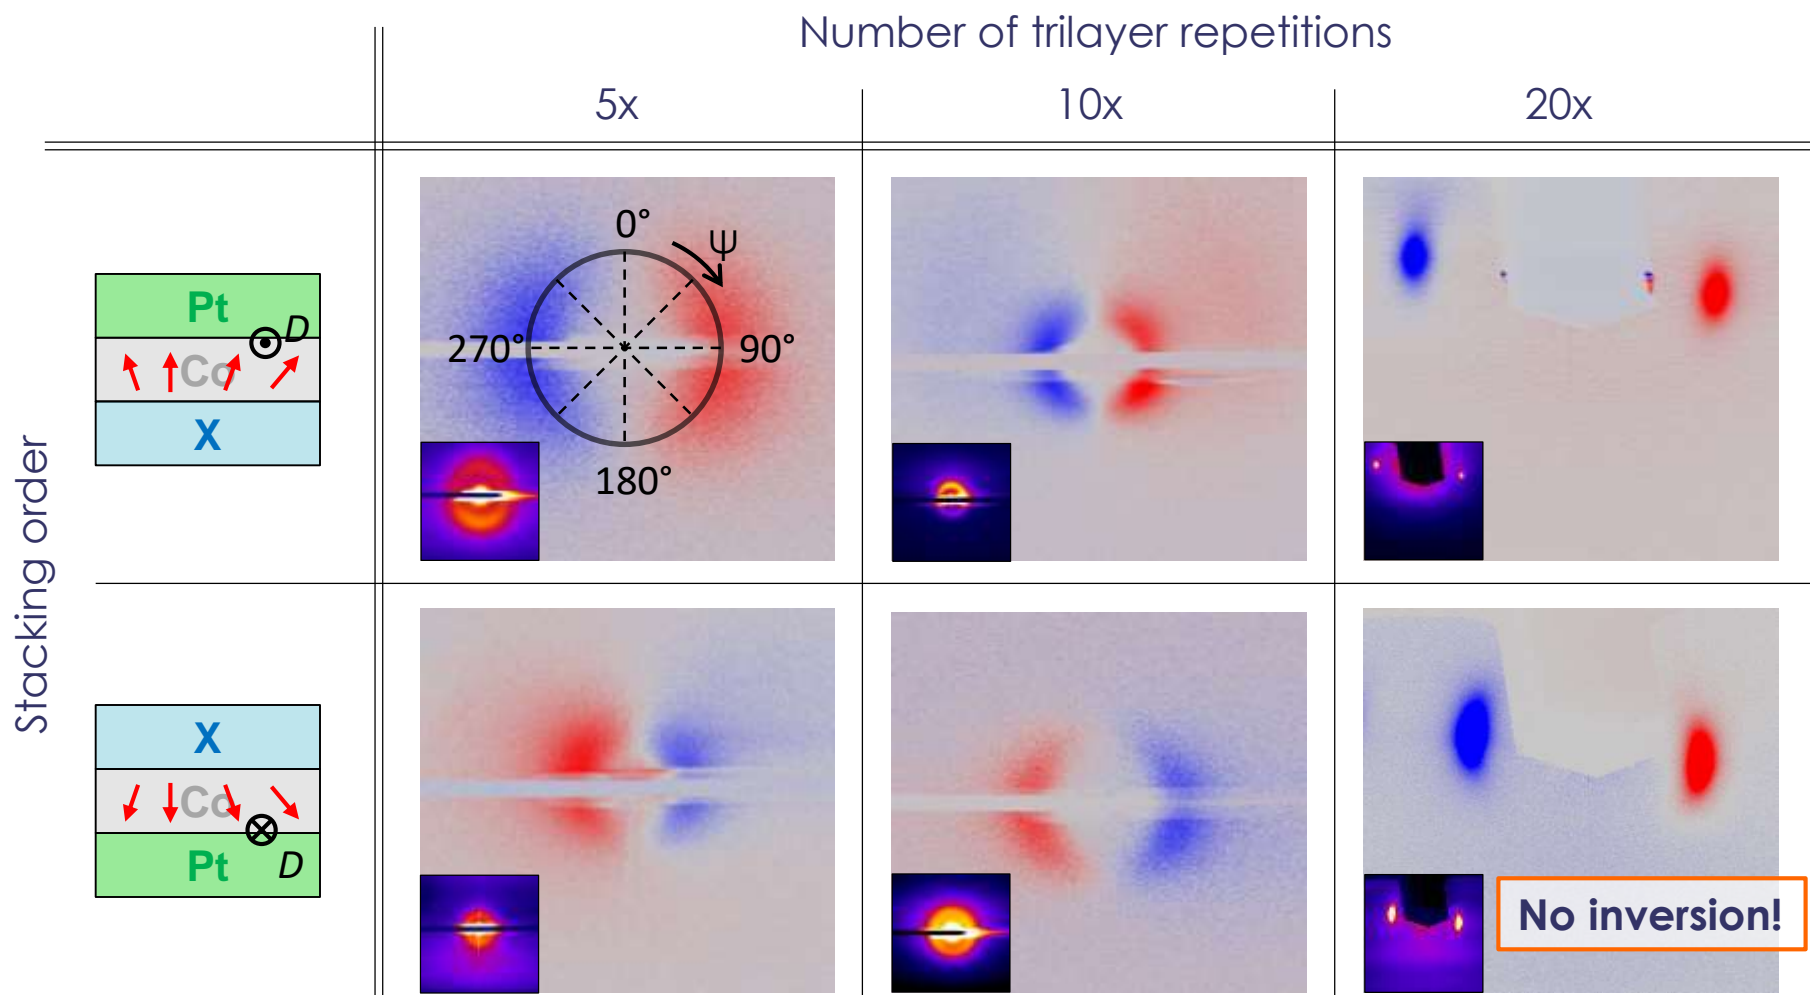 Number of trilayer repetitions
5x
10x
20x
Stacking order
Pt
D
Co
X
0°
Ψ
270°
90°
180°
X
Co
Pt
D
No inversion!